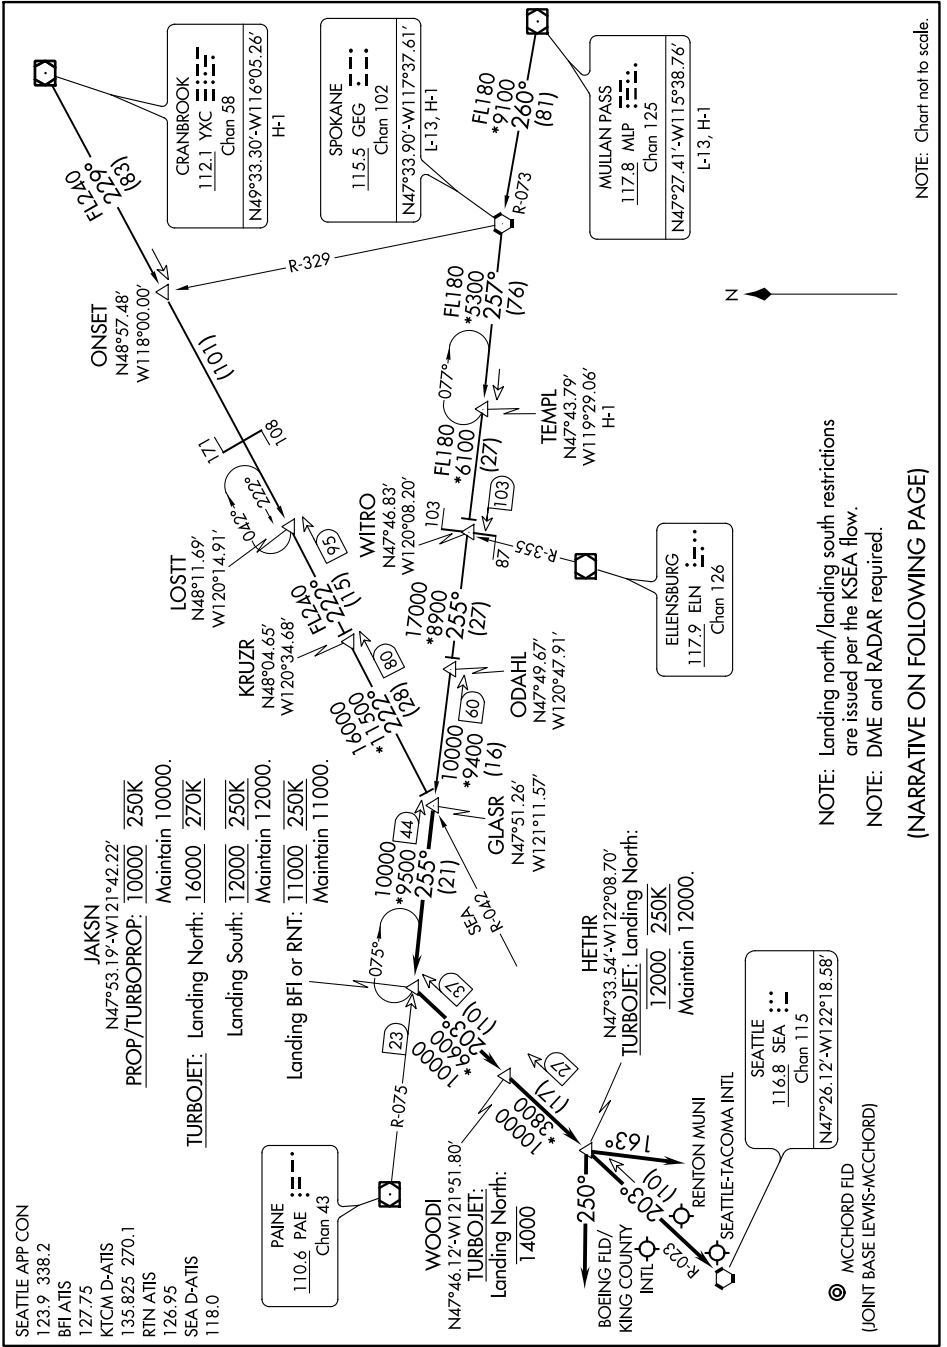 SEATTLE APP CON
123.9 338.2
BFI ATIS
127.75
KTCM D-ATIS
135.825 270.1
RTN ATIS
126.95
SEA D-ATIS
118.0
JAKSN
N47°53.19'-W121°42.22'
PROP/TURBOPROP: 10000 250K
Maintain 10000.
TURBOJET: Landing North: 16000 270K
Landing South: 12000 250K
Maintain 12000.
Landing BFI or RNT: 11000 250K
Maintain 11000.
PAINE
110.6 PAE
Chan 43
R-075
23
075°
WOODI
N47°46.12'-W121°51.80'
TURBOJET:
Landing North:
14000
10000
*6600
203°
(10)
37
10000
*3800
(17)
27
HETHR
N47°33.54'-W122°08.70'
TURBOJET: Landing North:
12000 250K
Maintain 12000.
250°
163°
203°
(10)
R-023
BOEING FLD/
KING COUNTY
INTL
RENTON MUNI
SEATTLE-TACOMA INTL
SEATTLE
116.8 SEA
Chan 115
N47°26.12'-W122°18.58'
MCCHORD FLD
(JOINT BASE LEWIS-MCCHORD)
10000
*9500
255°
(21)
44
GLASR
N47°51.26'
W121°11.57'
SEA
R-042
KRUZR
N48°04.65'
W120°34.68'
16000
*11500
222°
(28)
80
LOSTT
N48°11.69'
W120°14.91'
FL240
222°
(15)
95
042°
222°
171
108
(101)
ONSET
N48°57.48'
W118°00.00'
FL240
229°
(83)
CRANBROOK
112.1 YXC
Chan 58
N49°33.30'-W116°05.26'
H-1
R-329
SPOKANE
115.5 GEG
Chan 102
N47°33.90'-W117°37.61'
L-13, H-1
FL180
*9100
260°
(81)
R-073
MULLAN PASS
117.8 MLP
Chan 125
N47°27.41'-W115°38.76'
L-13, H-1
FL180
*5300
257°
(76)
077°
TEMPL
N47°43.79'
W119°29.06'
H-1
FL180
*6100
(27)
103
WITRO
N47°46.83'
W120°08.20'
103
87
R-355
ELLENSBURG
117.9 ELN
Chan 126
17000
*8900
255°
(27)
ODAHL
N47°49.67'
W120°47.91'
60
10000
*9400
(16)
N
NOTE: Chart not to scale.
NOTE: Landing north/landing south restrictions
are issued per the KSEA flow.
NOTE: DME and RADAR required.
(NARRATIVE ON FOLLOWING PAGE)